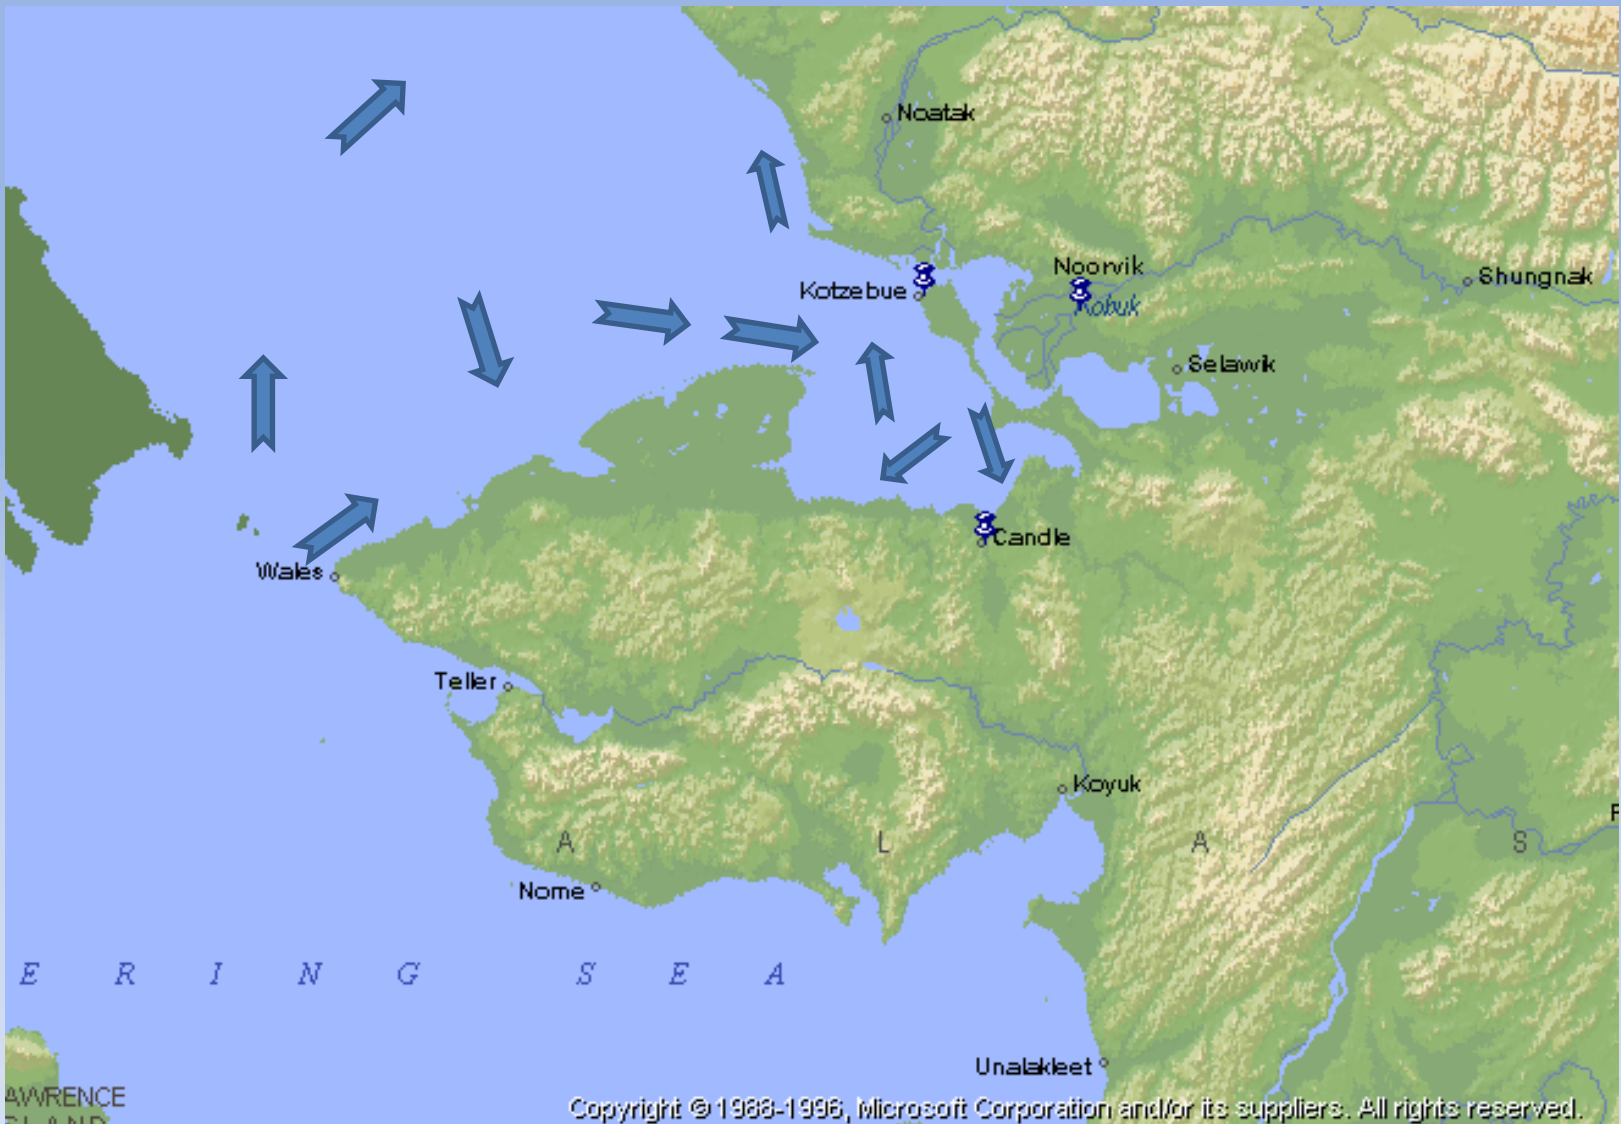 Noatak
Noorvik
Shungnak
Kotzebue
Kobuk
Selawik
Candle
Wales
Teller
Koyuk
A L A S
Nome
E R I N G S E A
Unalakleet
AWRENCE
Copyright © 1988-1996, Microsoft Corporation and/or its suppliers. All rights reserved.